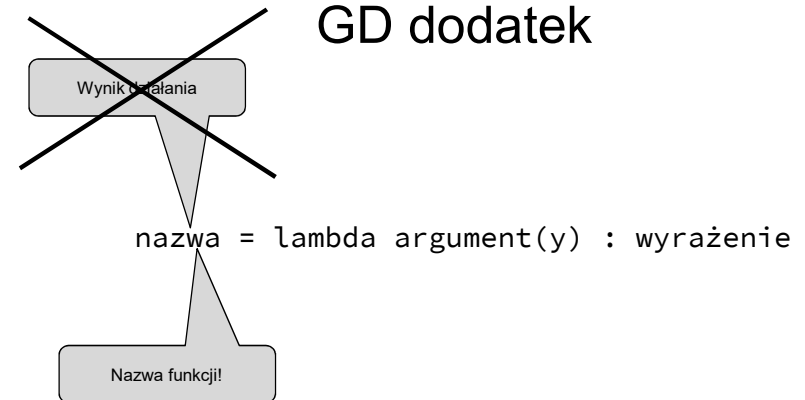 GD dodatek
Wynik działania
nazwa = lambda argument(y) : wyrażenie
Nazwa funkcji!